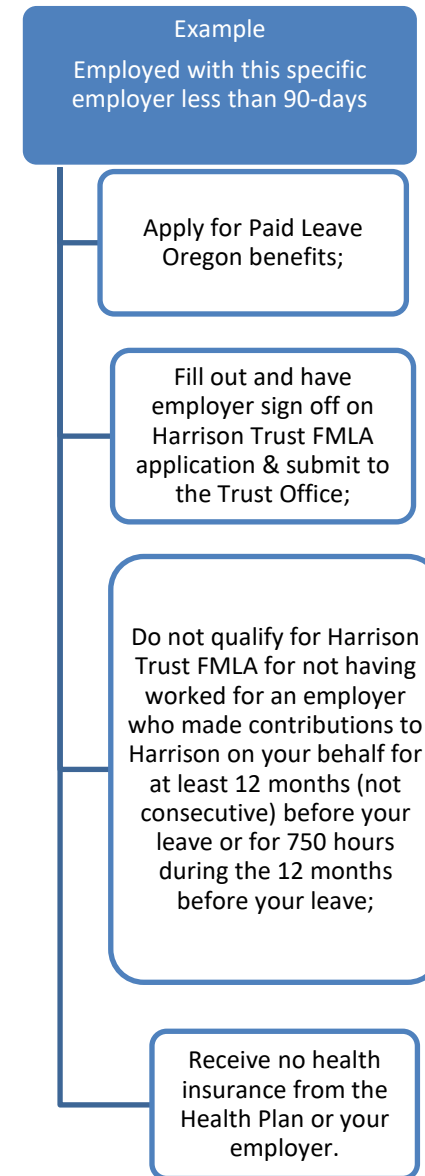 Example
Employed with this specific
employer less than 90-days
Apply for Paid Leave
Oregon benefits;
Fill out and have
employer sign off on
Harrison Trust FMLA
application & submit to
the Trust Office;
Do not qualify for Harrison
Trust FMLA for not having
worked for an employer
who made contributions to
Harrison on your behalf for
at least 12 months (not
consecutive) before your
leave or for 750 hours
during the 12 months
before your leave;
Receive no health
insurance from the
Health Plan or your
employer.